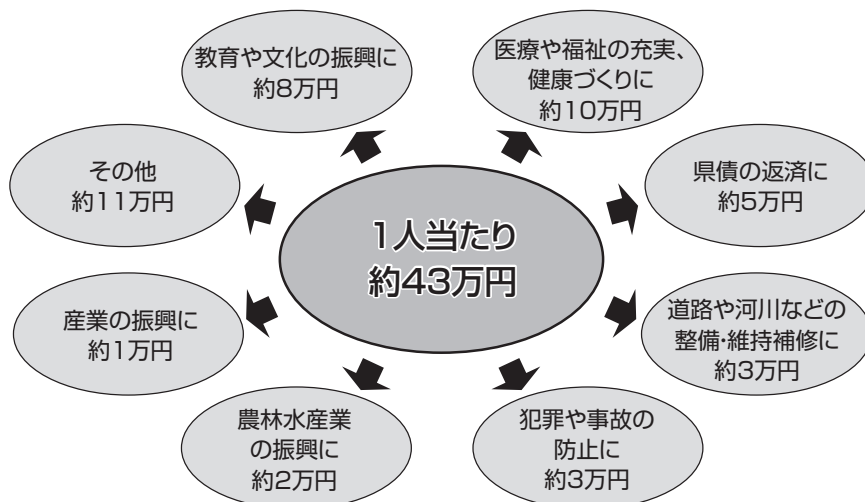 教育や文化の振興に
約8万円
医療や福祉の充実、
健康づくりに
約10万円
その他
約11万円
県債の返済に
約5万円
1人当たり
約43万円
産業の振興に
約1万円
道路や河川などの
整備・維持補修に
約3万円
農林水産業
の振興に
約2万円
犯罪や事故の
防止に
約3万円